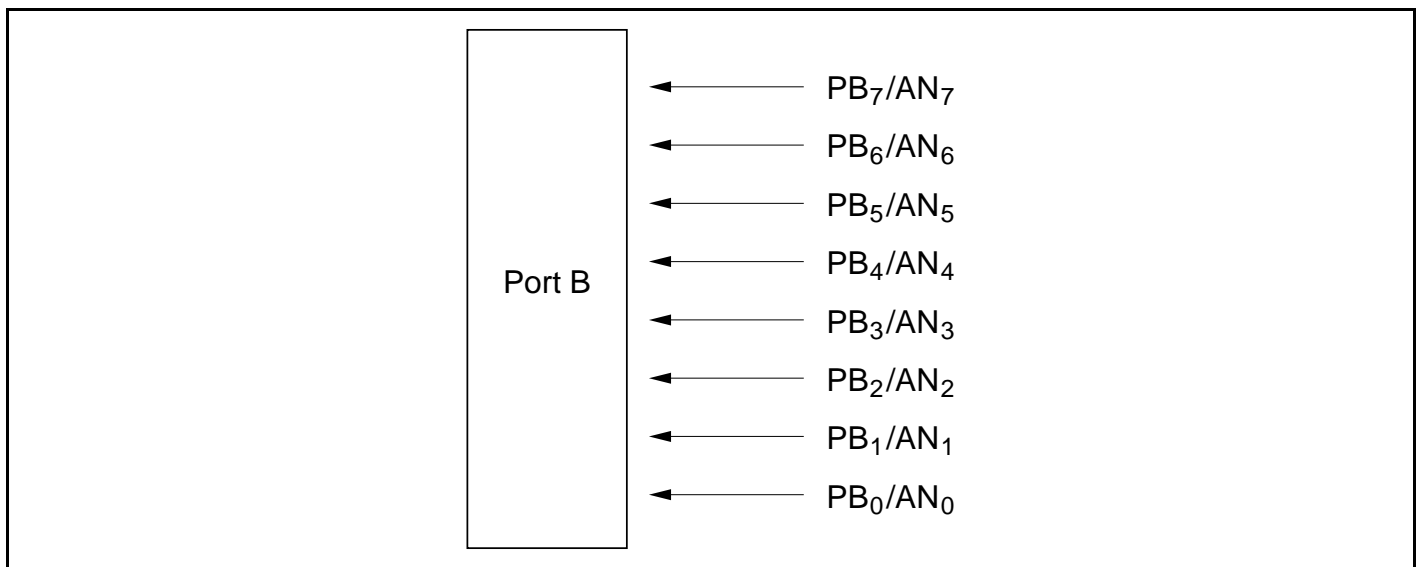 PB₇/AN₇
PB₆/AN₆
PB₅/AN₅
PB₄/AN₄
Port B
PB₃/AN₃
PB₂/AN₂
PB₁/AN₁
PB₀/AN₀